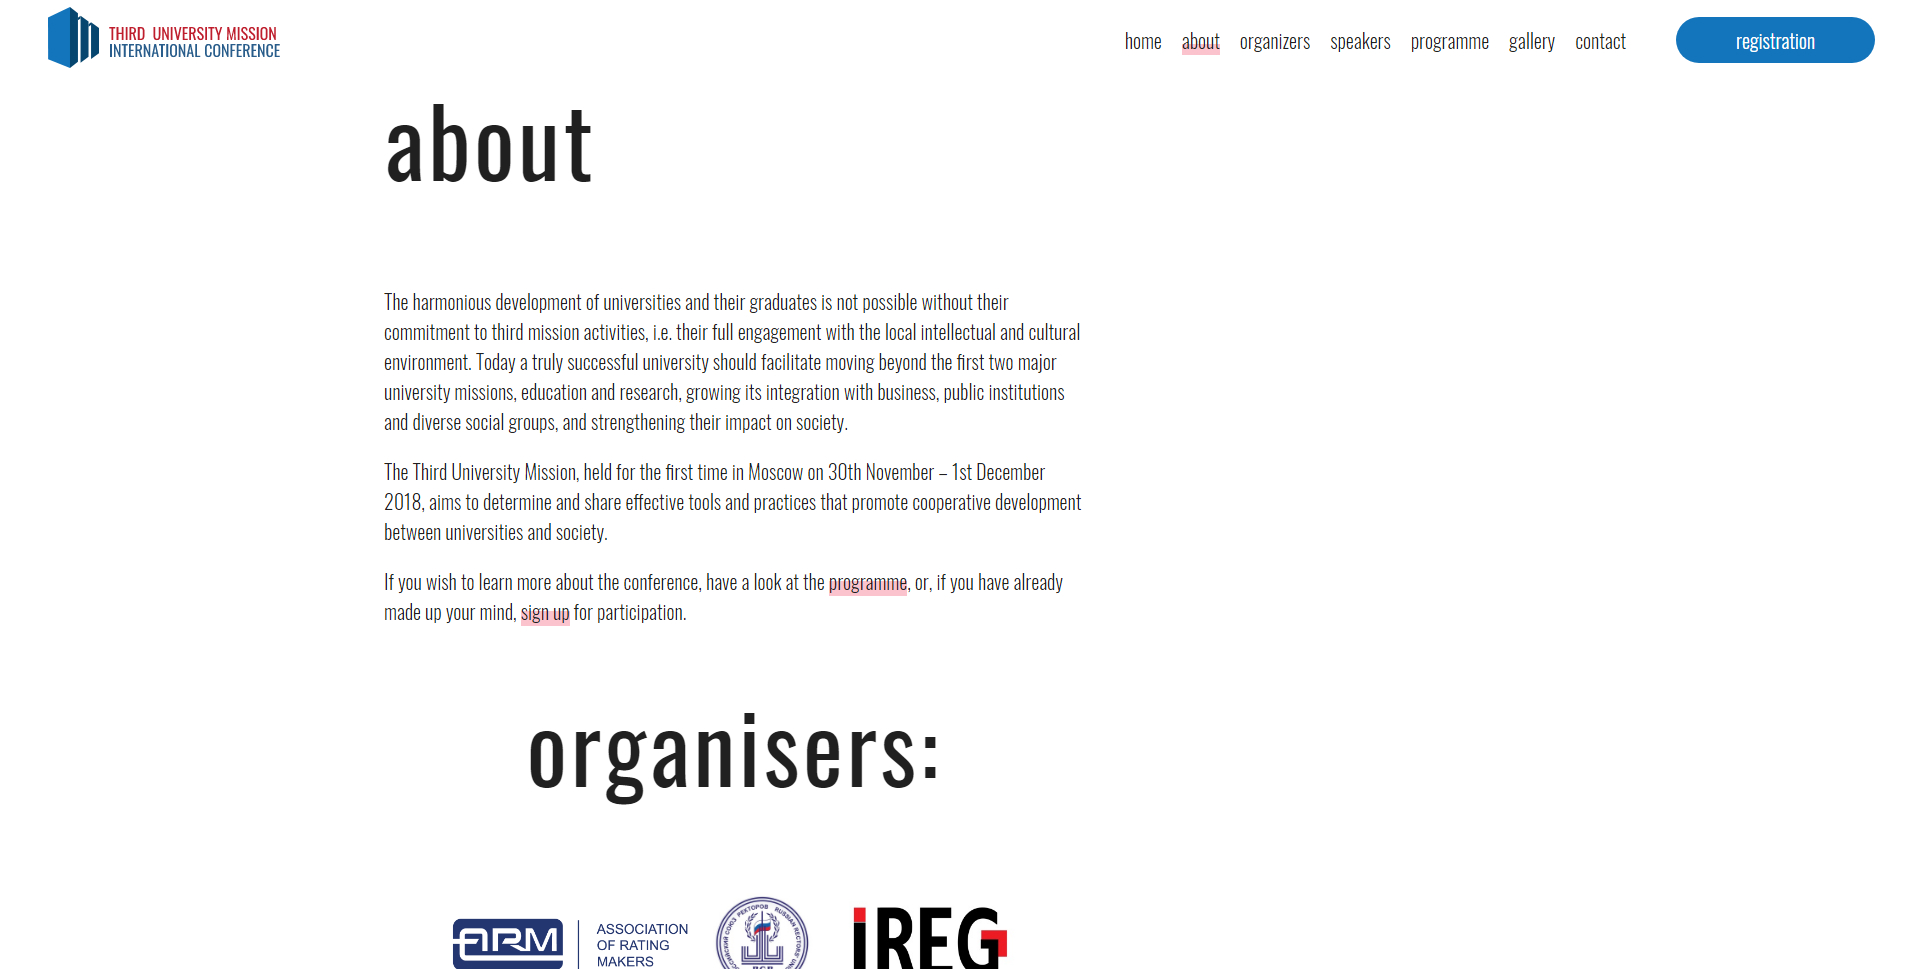 THIRD UNIVERSITY MISSION
INTERNATIONAL CONFERENCE
home about organizers speakers programme gallery contact registration
about
The harmonious development of universities and their graduates is not possible without their
commitment to third mission activities, i.e. their full engagement with the local intellectual and cultural
environment. Today a truly successful university should facilitate moving beyond the first two major
university missions, education and research, growing its integration with business, public institutions
and diverse social groups, and strengthening their impact on society.
The Third University Mission, held for the first time in Moscow on 30th November – 1st December
2018, aims to determine and share effective tools and practices that promote cooperative development
between universities and society.
If you wish to learn more about the conference, have a look at the programme, or, if you have already
made up your mind, sign up for participation.
organisers:
ARM
ASSOCIATION
OF RATING
MAKERS
РОССИЙСКИЙ СОЮЗ РЕКТОРОВ RUSSIAN RECTORS' UNION
iREG